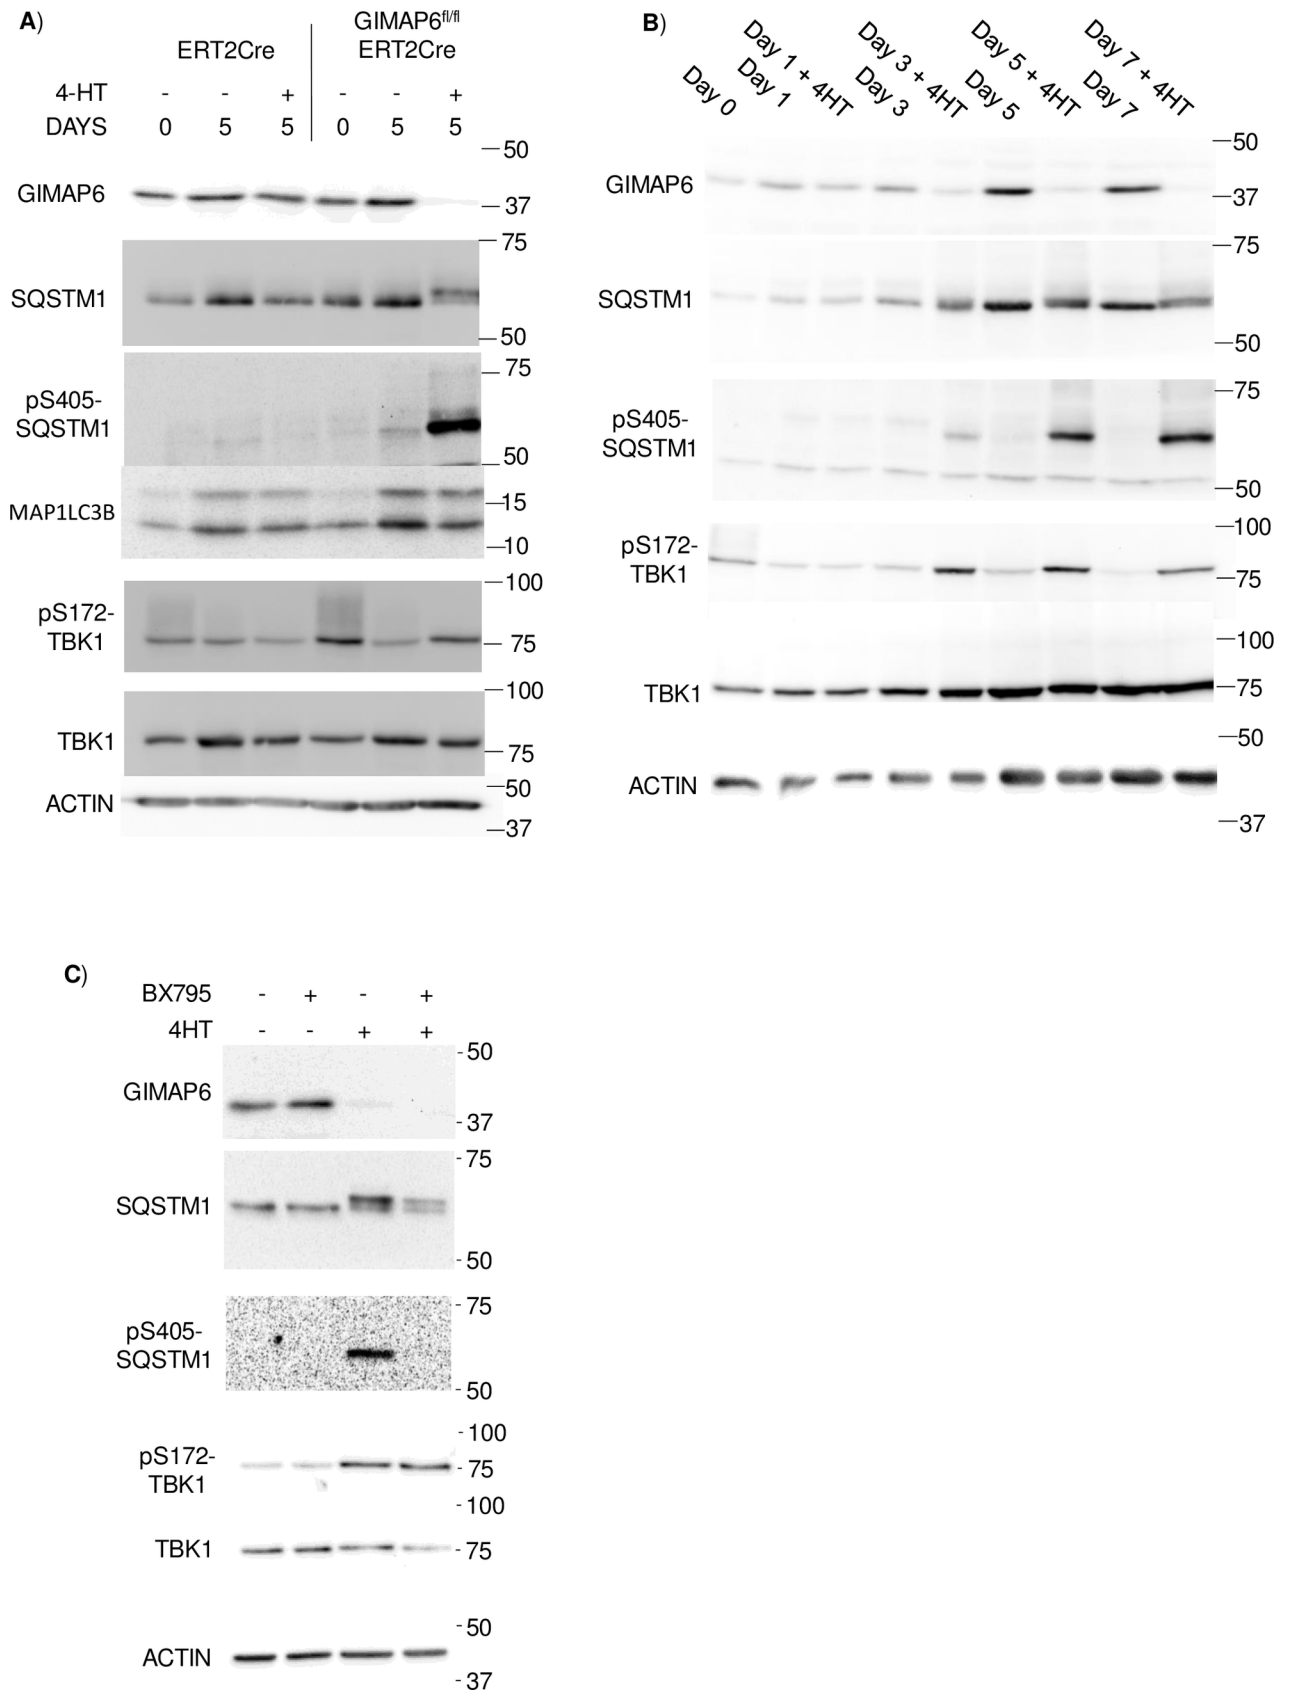 A)
GIMAP6fl/fl
ERT2Cre
ERT2Cre
4-HT - - + - - +
DAYS 0 5 5 0 5 5
50
GIMAP6
37
75
SQSTM1
50
75
pS405-
SQSTM1
50
15
MAP1LC3B
10
100
pS172-
TBK1
75
100
TBK1
75
50
ACTIN
37
B)
Day 0
Day 1
Day 1 + 4HT
Day 3
Day 3 + 4HT
Day 5
Day 5 + 4HT
Day 7
Day 7 + 4HT
50
GIMAP6
37
75
SQSTM1
50
75
pS405-
SQSTM1
50
100
pS172-
TBK1
75
100
TBK1
75
50
ACTIN
37
C)
BX795 - + - +
4HT - - + +
50
GIMAP6
37
75
SQSTM1
50
75
pS405-
SQSTM1
50
100
pS172-
TBK1
75
100
TBK1
75
50
ACTIN
37